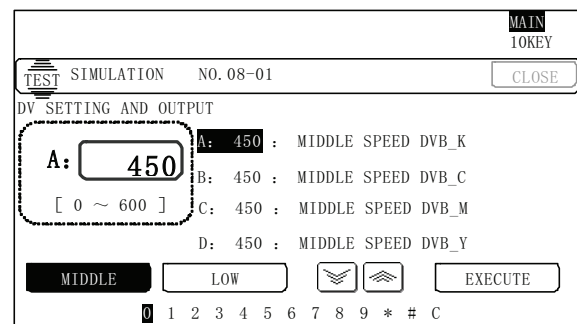 MAIN
10KEY
TEST SIMULATION NO.08-01 CLOSE
DV SETTING AND OUTPUT
A: 450
[ 0 ～ 600 ]
A: 450 : MIDDLE SPEED DVB_K
B: 450 : MIDDLE SPEED DVB_C
C: 450 : MIDDLE SPEED DVB_M
D: 450 : MIDDLE SPEED DVB_Y
MIDDLE LOW EXECUTE
0 1 2 3 4 5 6 7 8 9 * # C